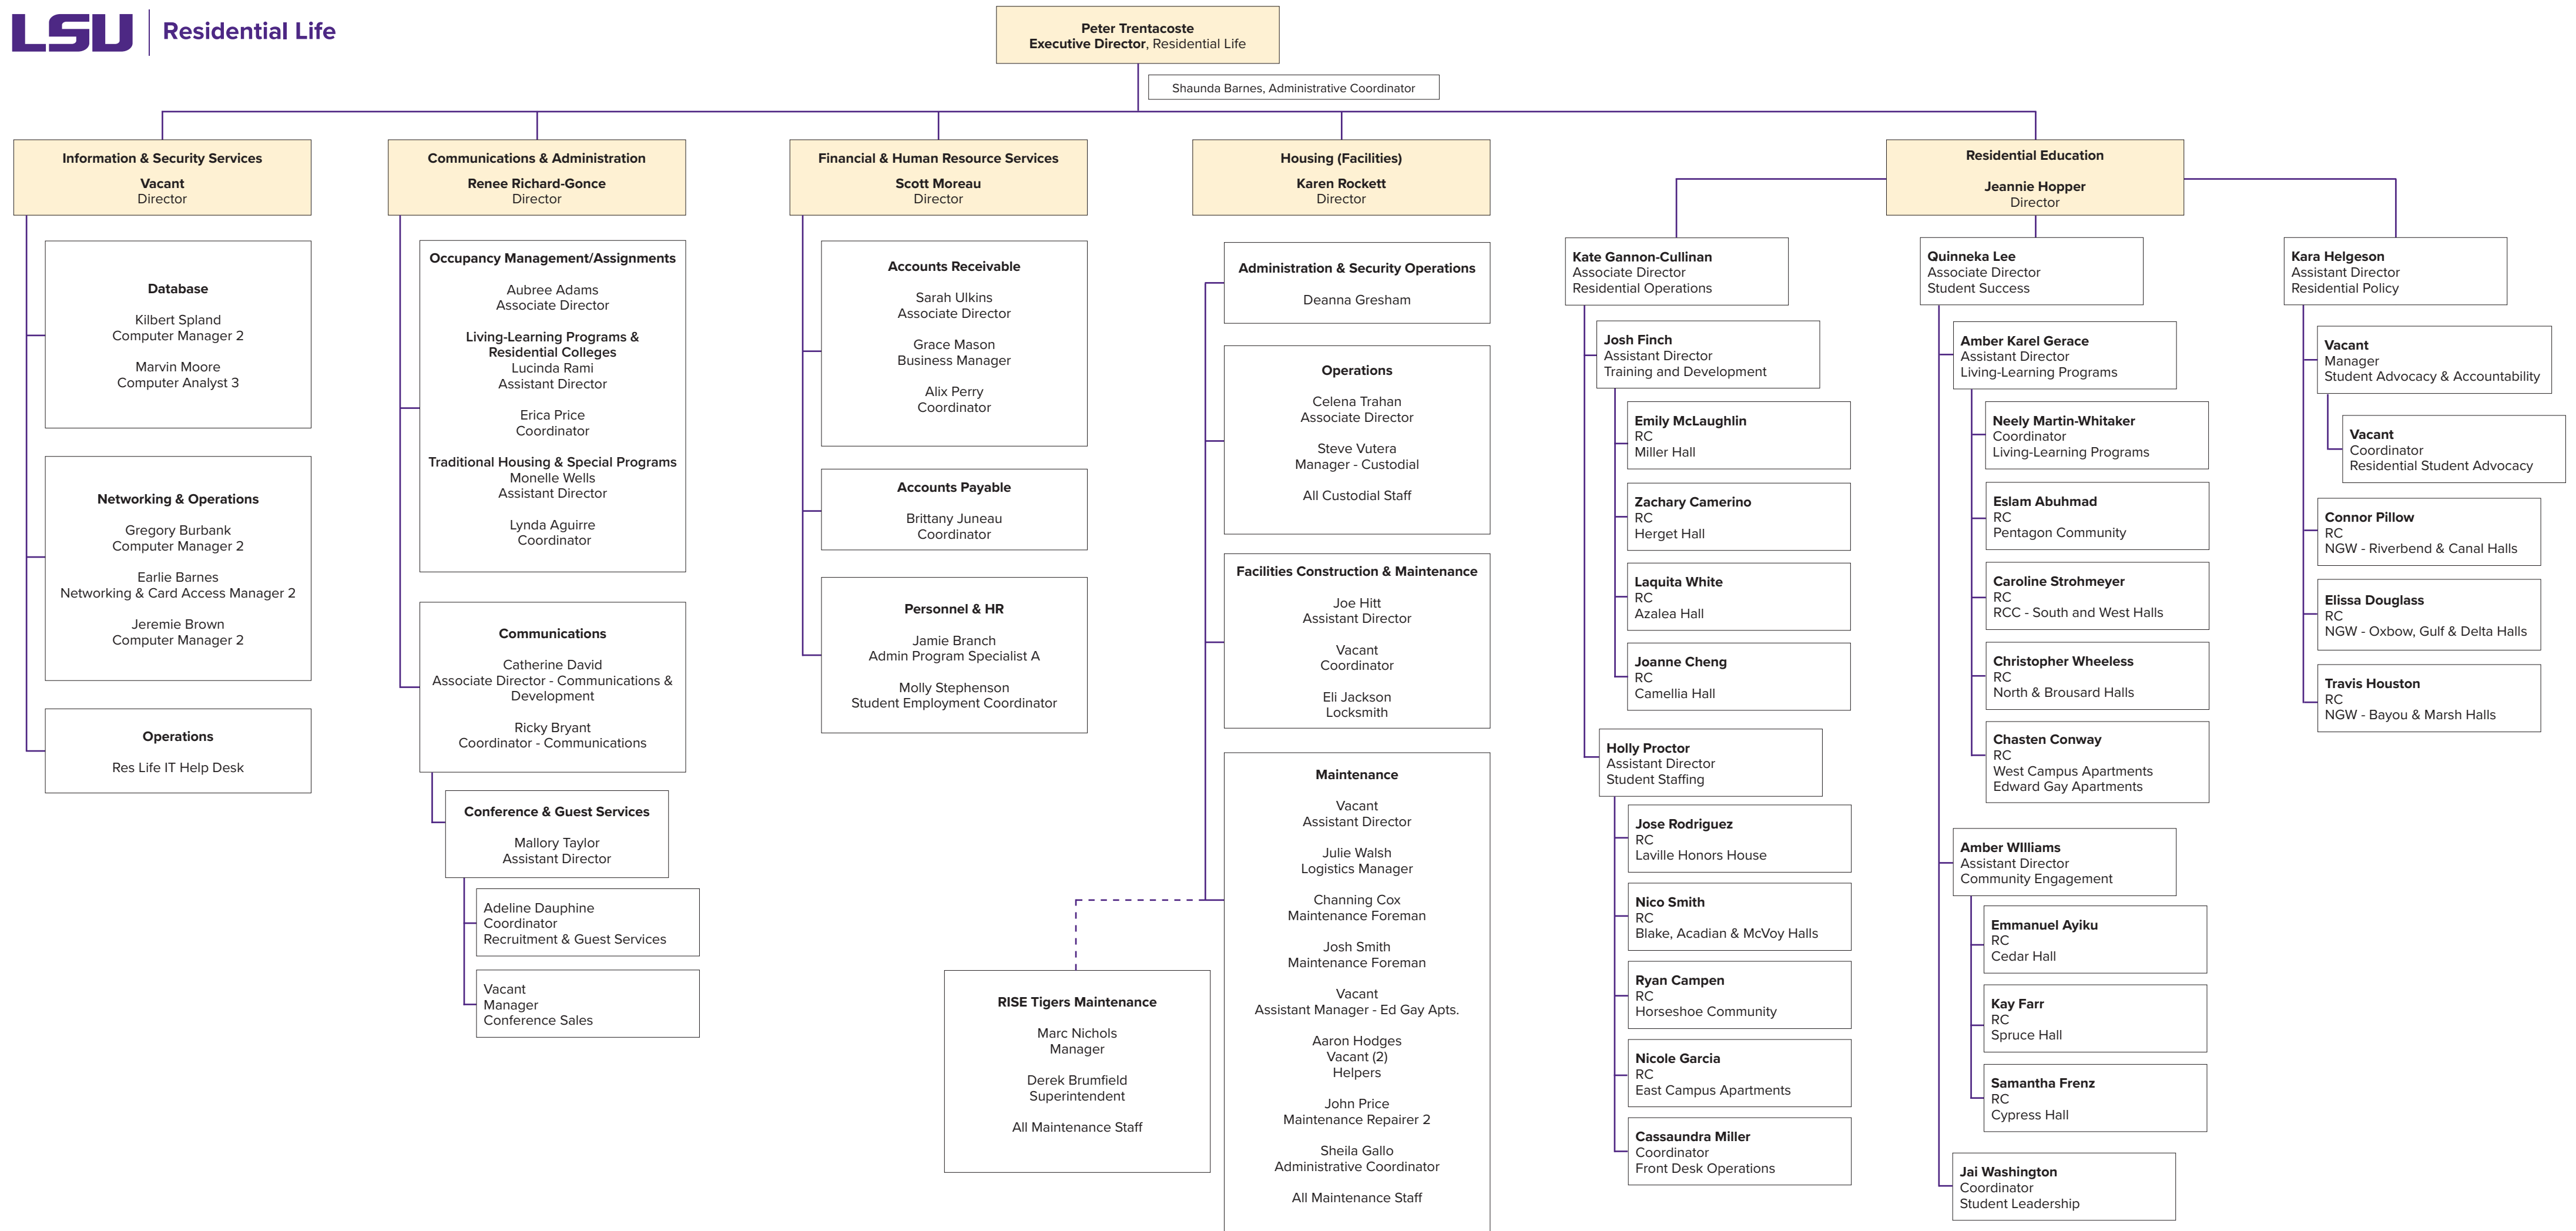 LSU
Residential Life
Peter Trentacoste
Executive Director, Residential Life
Shaunda Barnes, Administrative Coordinator
Information & Security Services
Vacant
Director
Database
Kilbert Spland
Computer Manager 2
Marvin Moore
Computer Analyst 3
Networking & Operations
Gregory Burbank
Computer Manager 2
Earlie Barnes
Networking & Card Access Manager 2
Jeremie Brown
Computer Manager 2
Operations
Res Life IT Help Desk
Communications & Administration
Renee Richard-Gonce
Director
Occupancy Management/Assignments
Aubree Adams
Associate Director
Living-Learning Programs &
Residential Colleges
Lucinda Rami
Assistant Director
Erica Price
Coordinator
Traditional Housing & Special Programs
Monelle Wells
Assistant Director
Lynda Aguirre
Coordinator
Communications
Catherine David
Associate Director - Communications &
Development
Ricky Bryant
Coordinator - Communications
Conference & Guest Services
Mallory Taylor
Assistant Director
Adeline Dauphine
Coordinator
Recruitment & Guest Services
Vacant
Manager
Conference Sales
Financial & Human Resource Services
Scott Moreau
Director
Accounts Receivable
Sarah Ulkins
Associate Director
Grace Mason
Business Manager
Alix Perry
Coordinator
Accounts Payable
Brittany Juneau
Coordinator
Personnel & HR
Jamie Branch
Admin Program Specialist A
Molly Stephenson
Student Employment Coordinator
Housing (Facilities)
Karen Rockett
Director
Administration & Security Operations
Deanna Gresham
Operations
Celena Trahan
Associate Director
Steve Vutera
Manager - Custodial
All Custodial Staff
Facilities Construction & Maintenance
Joe Hitt
Assistant Director
Vacant
Coordinator
Eli Jackson
Locksmith
Maintenance
Vacant
Assistant Director
Julie Walsh
Logistics Manager
Channing Cox
Maintenance Foreman
Josh Smith
Maintenance Foreman
Vacant
Assistant Manager - Ed Gay Apts.
Aaron Hodges
Vacant (2)
Helpers
John Price
Maintenance Repairer 2
Sheila Gallo
Administrative Coordinator
All Maintenance Staff
RISE Tigers Maintenance
Marc Nichols
Manager
Derek Brumfield
Superintendent
All Maintenance Staff
Residential Education
Jeannie Hopper
Director
Kate Gannon-Cullinan
Associate Director
Residential Operations
Josh Finch
Assistant Director
Training and Development
Emily McLaughlin
RC
Miller Hall
Zachary Camerino
RC
Herget Hall
Laquita White
RC
Azalea Hall
Joanne Cheng
RC
Camellia Hall
Holly Proctor
Assistant Director
Student Staffing
Jose Rodriguez
RC
Laville Honors House
Nico Smith
RC
Blake, Acadian & McVoy Halls
Ryan Campen
RC
Horseshoe Community
Nicole Garcia
RC
East Campus Apartments
Cassaundra Miller
Coordinator
Front Desk Operations
Quinneka Lee
Associate Director
Student Success
Amber Karel Gerace
Assistant Director
Living-Learning Programs
Neely Martin-Whitaker
Coordinator
Living-Learning Programs
Eslam Abuhmad
RC
Pentagon Community
Caroline Strohmeyer
RC
RCC - South and West Halls
Christopher Wheeless
RC
North & Brousard Halls
Chasten Conway
RC
West Campus Apartments
Edward Gay Apartments
Amber WIlliams
Assistant Director
Community Engagement
Emmanuel Ayiku
RC
Cedar Hall
Kay Farr
RC
Spruce Hall
Samantha Frenz
RC
Cypress Hall
Jai Washington
Coordinator
Student Leadership
Kara Helgeson
Assistant Director
Residential Policy
Vacant
Manager
Student Advocacy & Accountability
Vacant
Coordinator
Residential Student Advocacy
Connor Pillow
RC
NGW - Riverbend & Canal Halls
Elissa Douglass
RC
NGW - Oxbow, Gulf & Delta Halls
Travis Houston
RC
NGW - Bayou & Marsh Halls